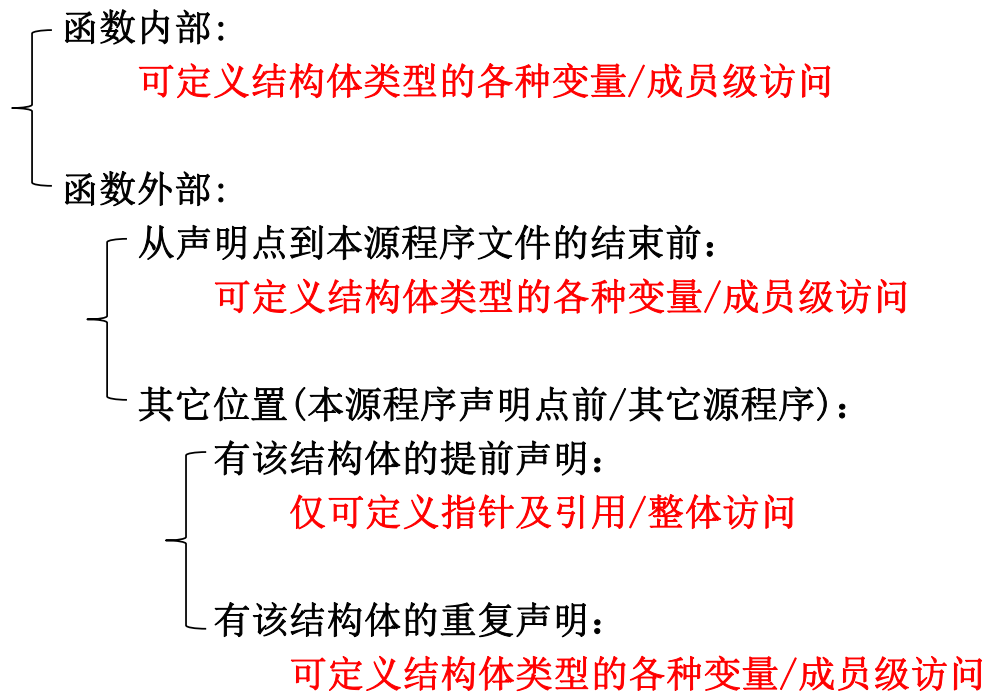 函数内部:
可定义结构体类型的各种变量/成员级访问
函数外部:
从声明点到本源程序文件的结束前：
可定义结构体类型的各种变量/成员级访问
其它位置(本源程序声明点前/其它源程序)：
有该结构体的提前声明：
仅可定义指针及引用/整体访问
有该结构体的重复声明：
可定义结构体类型的各种变量/成员级访问